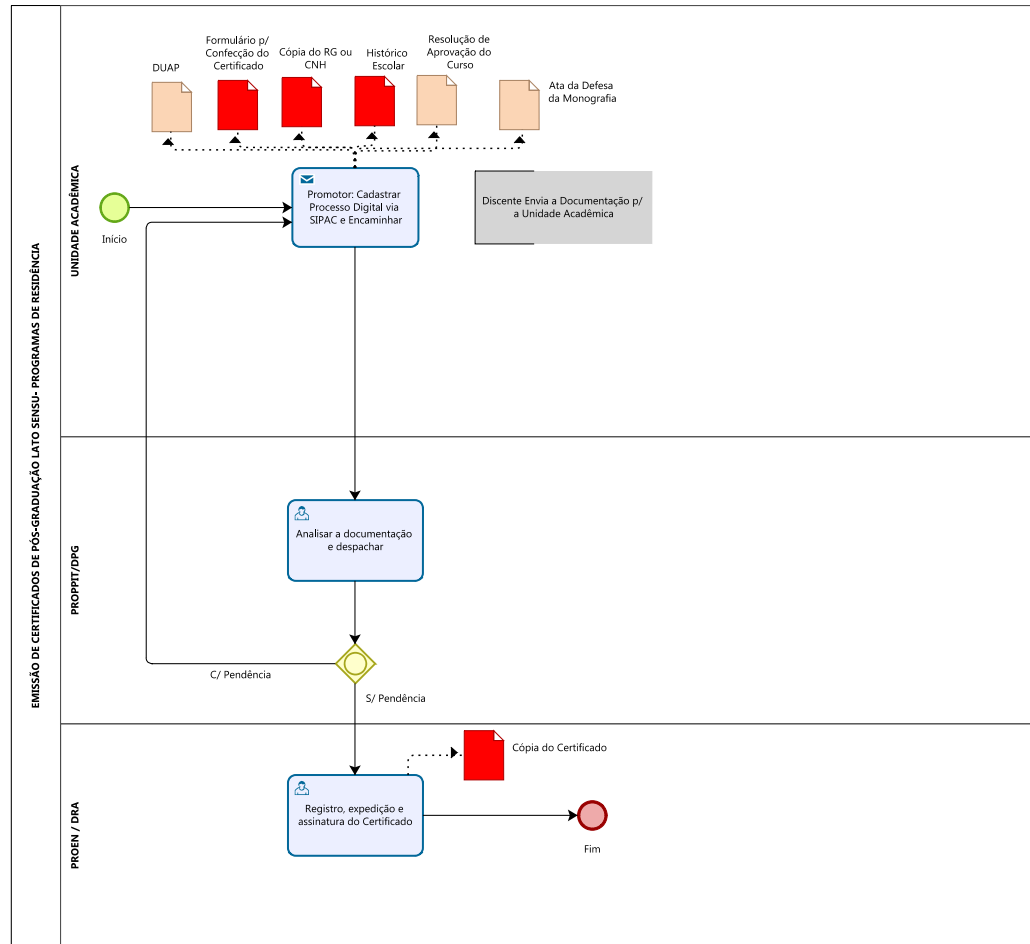 EMISSÃO DE CERTIFICADOS DE PÓS-GRADUAÇÃO LATO SENSU- PROGRAMAS DE RESIDÊNCIA
UNIDADE ACADÊMICA
DUAP
Formulário p/
Confecção do
Certificado
Cópia do RG ou
CNH
Histórico
Escolar
Resolução de
Aprovação do
Curso
Ata da Defesa
da Monografia
Início
Promotor: Cadastrar
Processo Digital via
SIPAC e Encaminhar
Discente Envia a Documentação p/
a Unidade Acadêmica
PROPPIT/DPG
Analisar a documentação
e despachar
C/ Pendência
S/ Pendência
PROEN / DRA
Cópia do Certificado
Registro, expedição e
assinatura do Certificado
Fim